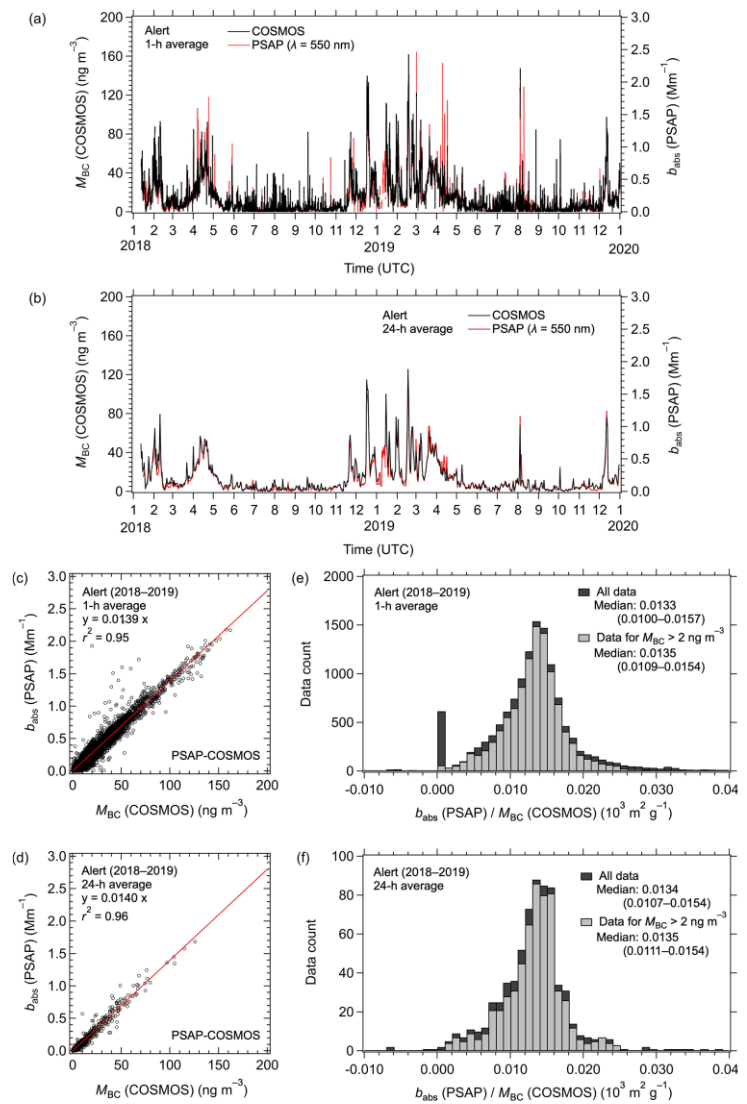 (a)
Alert
1-h average
COSMOS
PSAP (λ = 550 nm)
M_BC (COSMOS) (ng m⁻³)
200
160
120
80
40
0
b_abs (PSAP) (Mm⁻¹)
3.0
2.5
2.0
1.5
1.0
0.5
0.0
1 2 3 4 5 6 7 8 9 10 11 12 1 2 3 4 5 6 7 8 9 10 11 12 1
2018 2019 2020
Time (UTC)
(b)
Alert
24-h average
COSMOS
PSAP (λ = 550 nm)
M_BC (COSMOS) (ng m⁻³)
200
160
120
80
40
0
b_abs (PSAP) (Mm⁻¹)
3.0
2.5
2.0
1.5
1.0
0.5
0.0
1 2 3 4 5 6 7 8 9 10 11 12 1 2 3 4 5 6 7 8 9 10 11 12 1
2018 2019 2020
Time (UTC)
(c)
Alert (2018–2019)
1-h average
y = 0.0139 x
r² = 0.95
PSAP-COSMOS
b_abs (PSAP) (Mm⁻¹)
3.0
2.5
2.0
1.5
1.0
0.5
0.0
0 50 100 150 200
M_BC (COSMOS) (ng m⁻³)
(e)
Alert (2018–2019)
1-h average
All data
Median: 0.0133
(0.0100–0.0157)
Data for M_BC > 2 ng m⁻³
Median: 0.0135
(0.0109–0.0154)
Data count
2000
1500
1000
500
0
-0.010 0.000 0.010 0.020 0.030 0.04
b_abs (PSAP) / M_BC (COSMOS) (10³ m² g⁻¹)
(d)
Alert (2018–2019)
24-h average
y = 0.0140 x
r² = 0.96
PSAP-COSMOS
b_abs (PSAP) (Mm⁻¹)
3.0
2.5
2.0
1.5
1.0
0.5
0.0
0 50 100 150 200
M_BC (COSMOS) (ng m⁻³)
(f)
Alert (2018–2019)
24-h average
All data
Median: 0.0134
(0.0107–0.0154)
Data for M_BC > 2 ng m⁻³
Median: 0.0135
(0.0111–0.0154)
Data count
100
80
60
40
20
0
-0.010 0.000 0.010 0.020 0.030 0.04
b_abs (PSAP) / M_BC (COSMOS) (10³ m² g⁻¹)